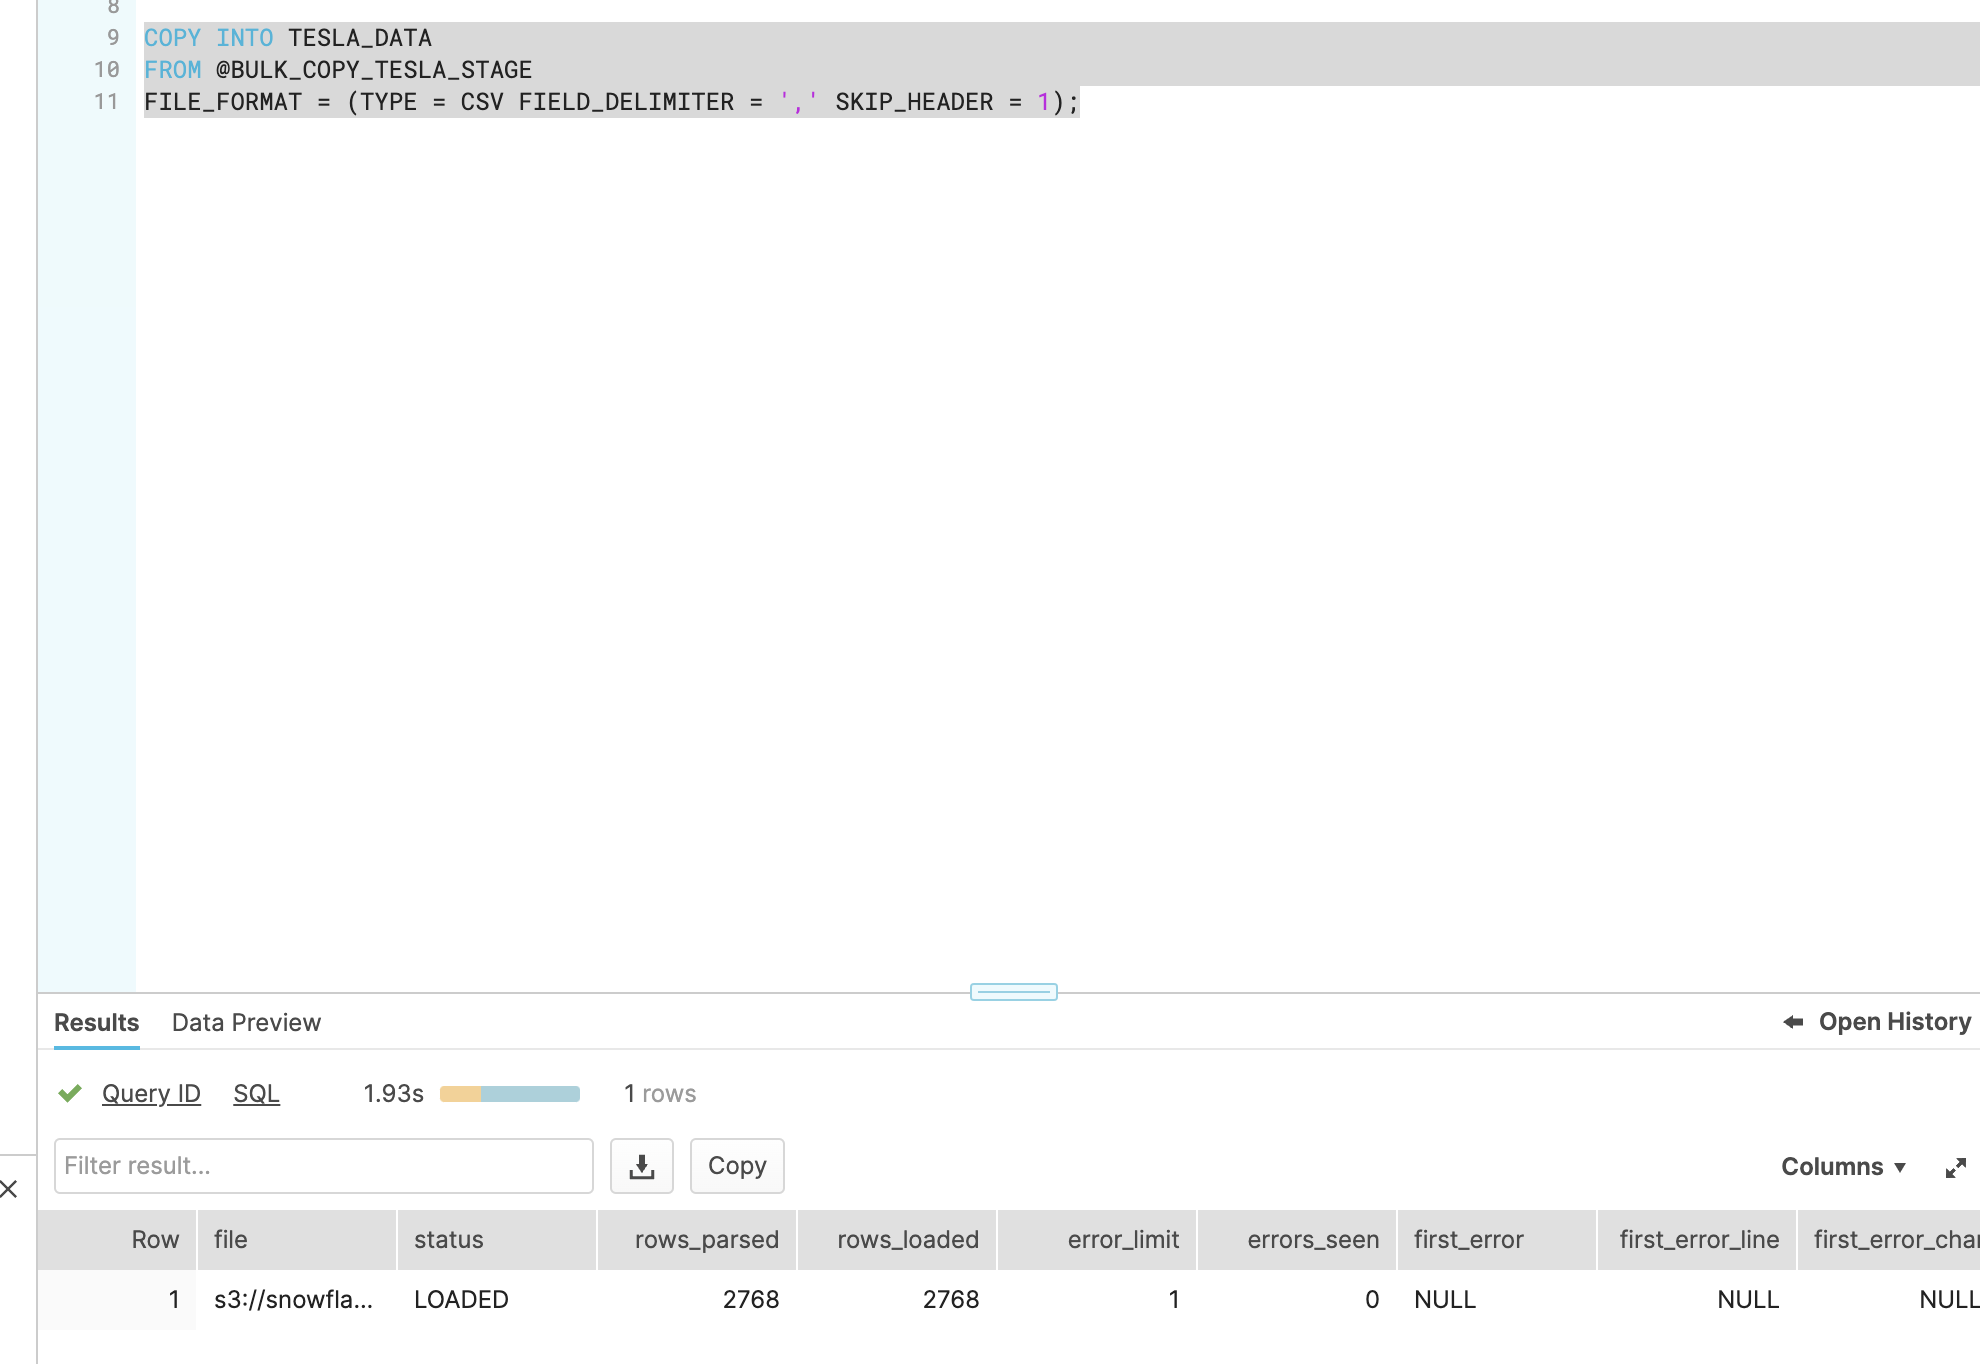 8
9 COPY INTO TESLA_DATA
10 FROM @BULK_COPY_TESLA_STAGE
11 FILE_FORMAT = (TYPE = CSV FIELD_DELIMITER = ',' SKIP_HEADER = 1);
Results Data Preview Open History
Query ID SQL 1.93s 1 rows
Filter result... Copy Columns
Row file status rows_parsed rows_loaded error_limit errors_seen first_error first_error_line first_error_char
1 s3://snowfla... LOADED 2768 2768 1 0 NULL NULL NULL